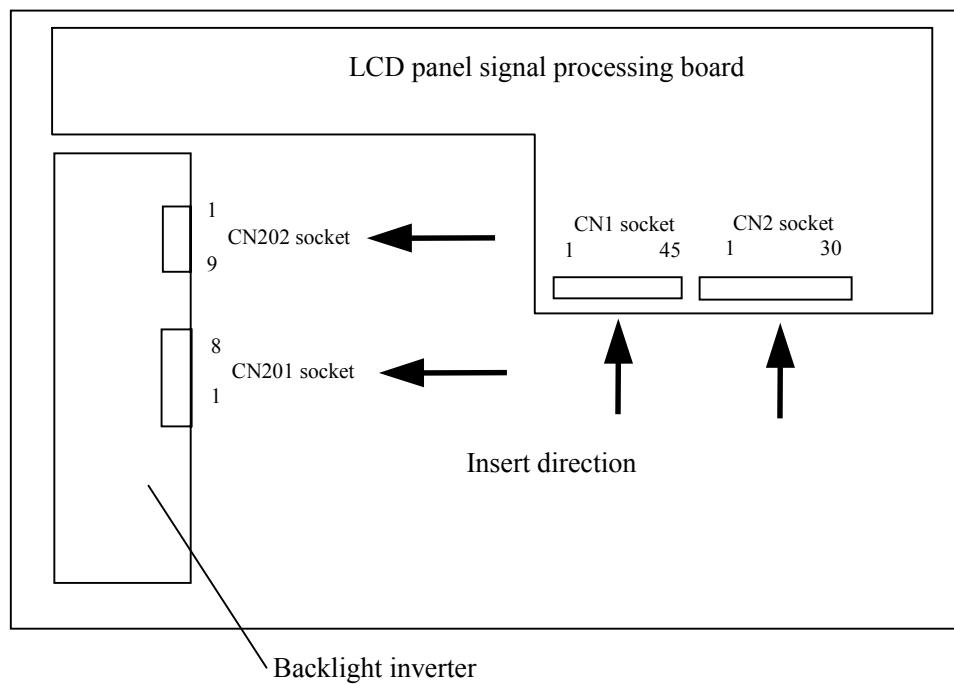 LCD panel signal processing board
1
CN202 socket
9
CN1 socket
1 45
CN2 socket
1 30
8
CN201 socket
1
Insert direction
Backlight inverter